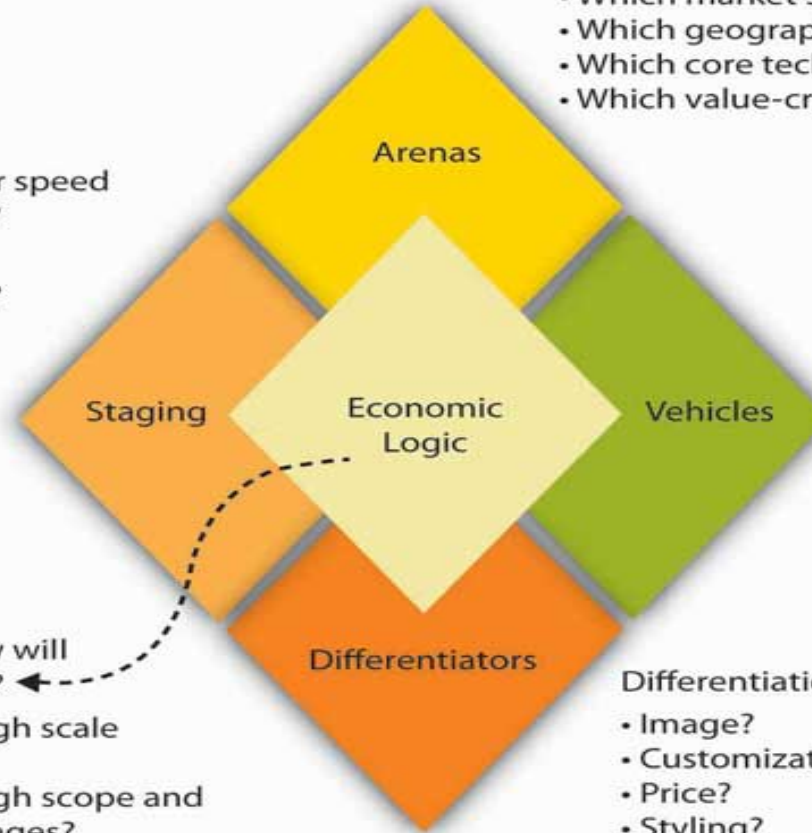 • Which geograp
• Which core tec
• Which value-cr
Arenas
r speed
Staging
Economic
Logic
Vehicles
will
Differentiators
gh scale
gh scope and
Differentiati
• Image?
• Customizat
• Price?
• Styling?